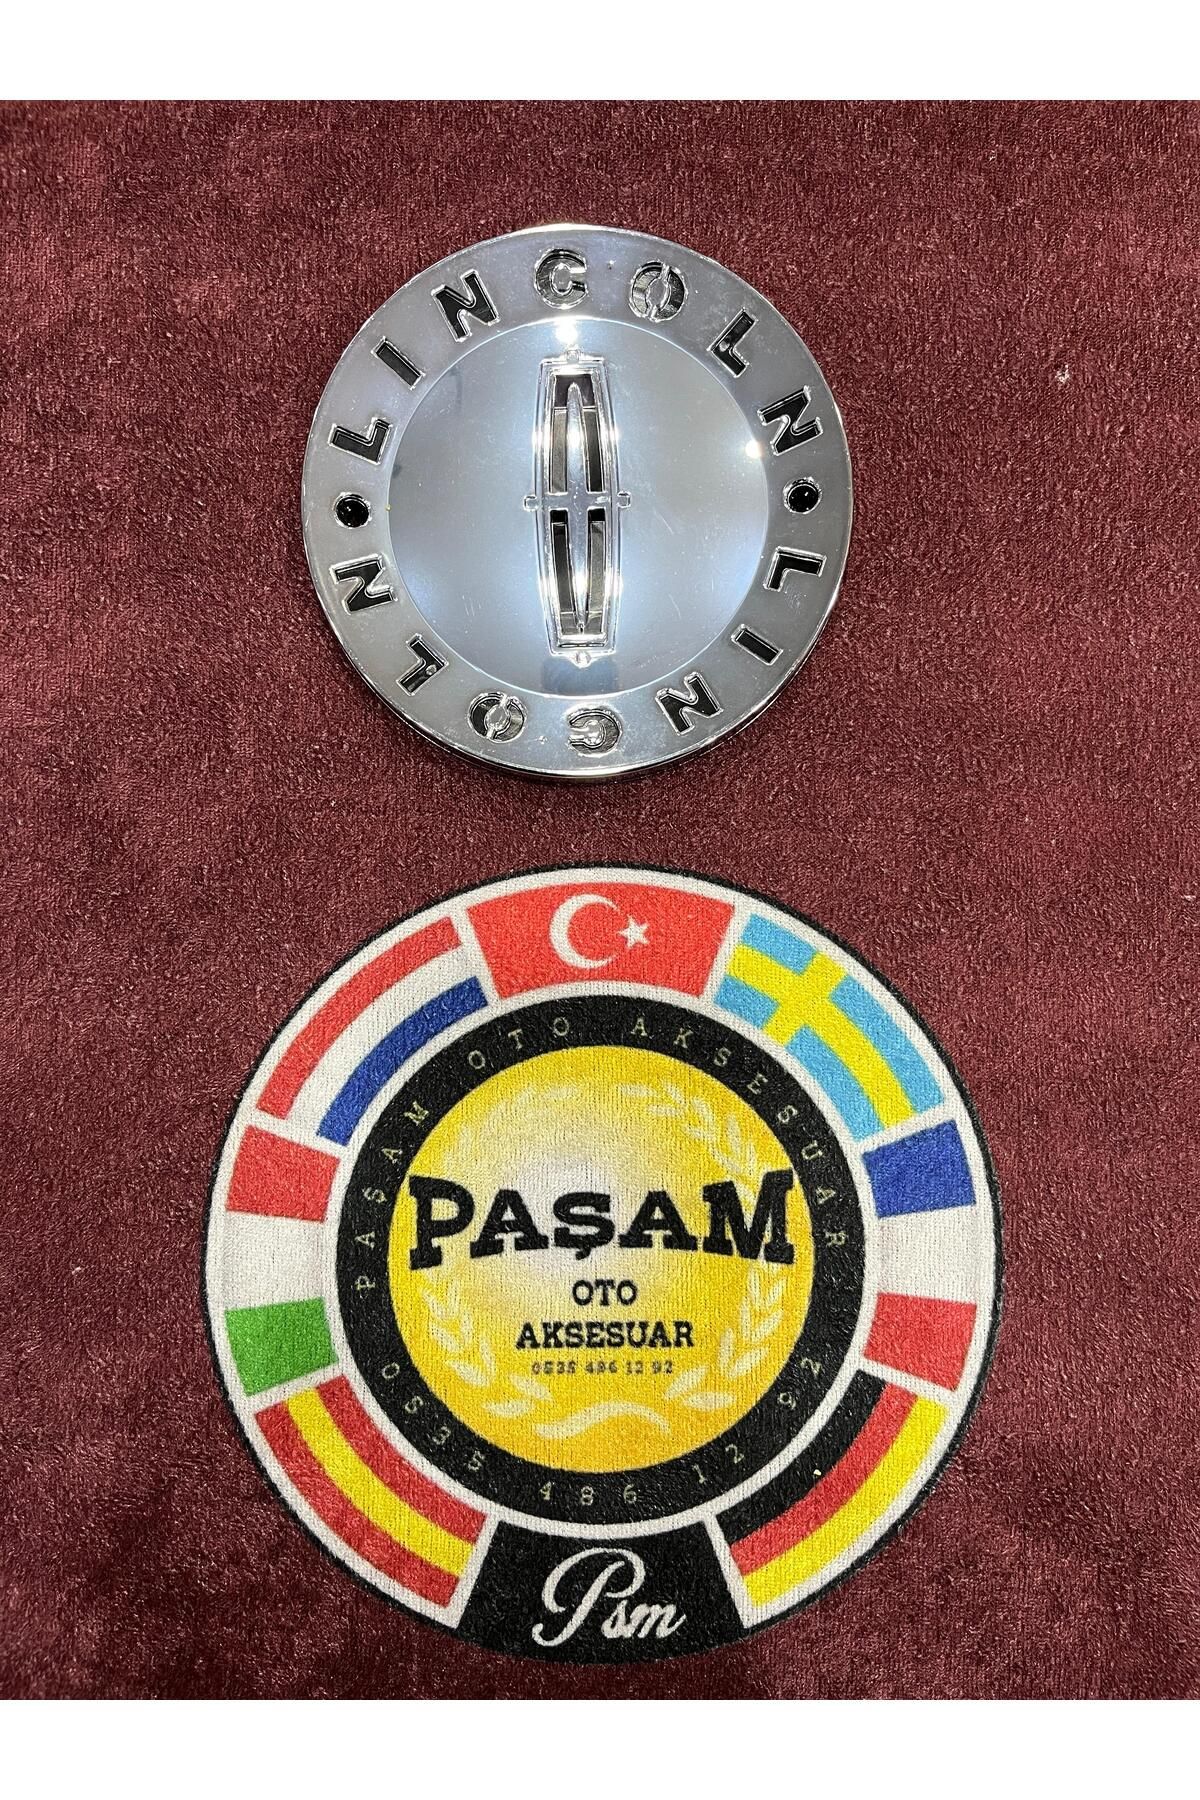 LINCOLN•LINCOLN•
PAŞAM OTO AKSESUAR
PAŞAM
OTO
AKSESUAR
0535 486 12 92
0535 486 12 92
Psm